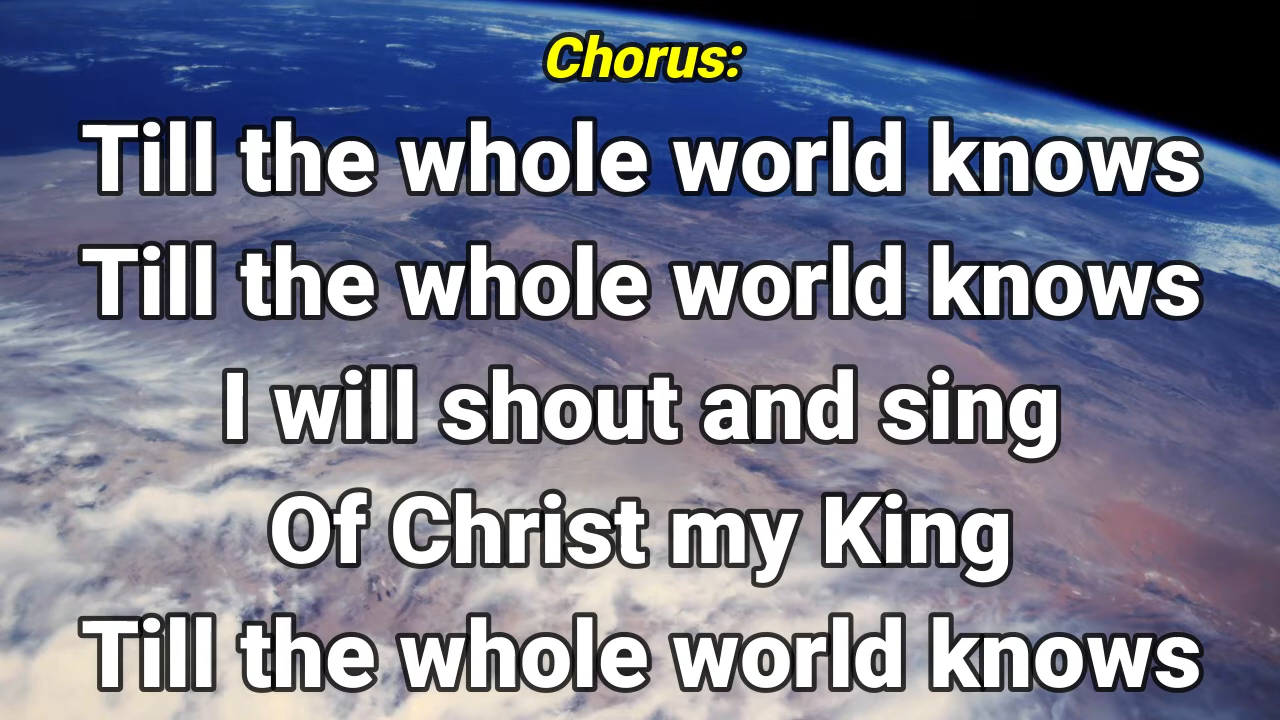 Chorus:
Till the whole world knows
Till the whole world knows
I will shout and sing
Of Christ my King
Till the whole world knows